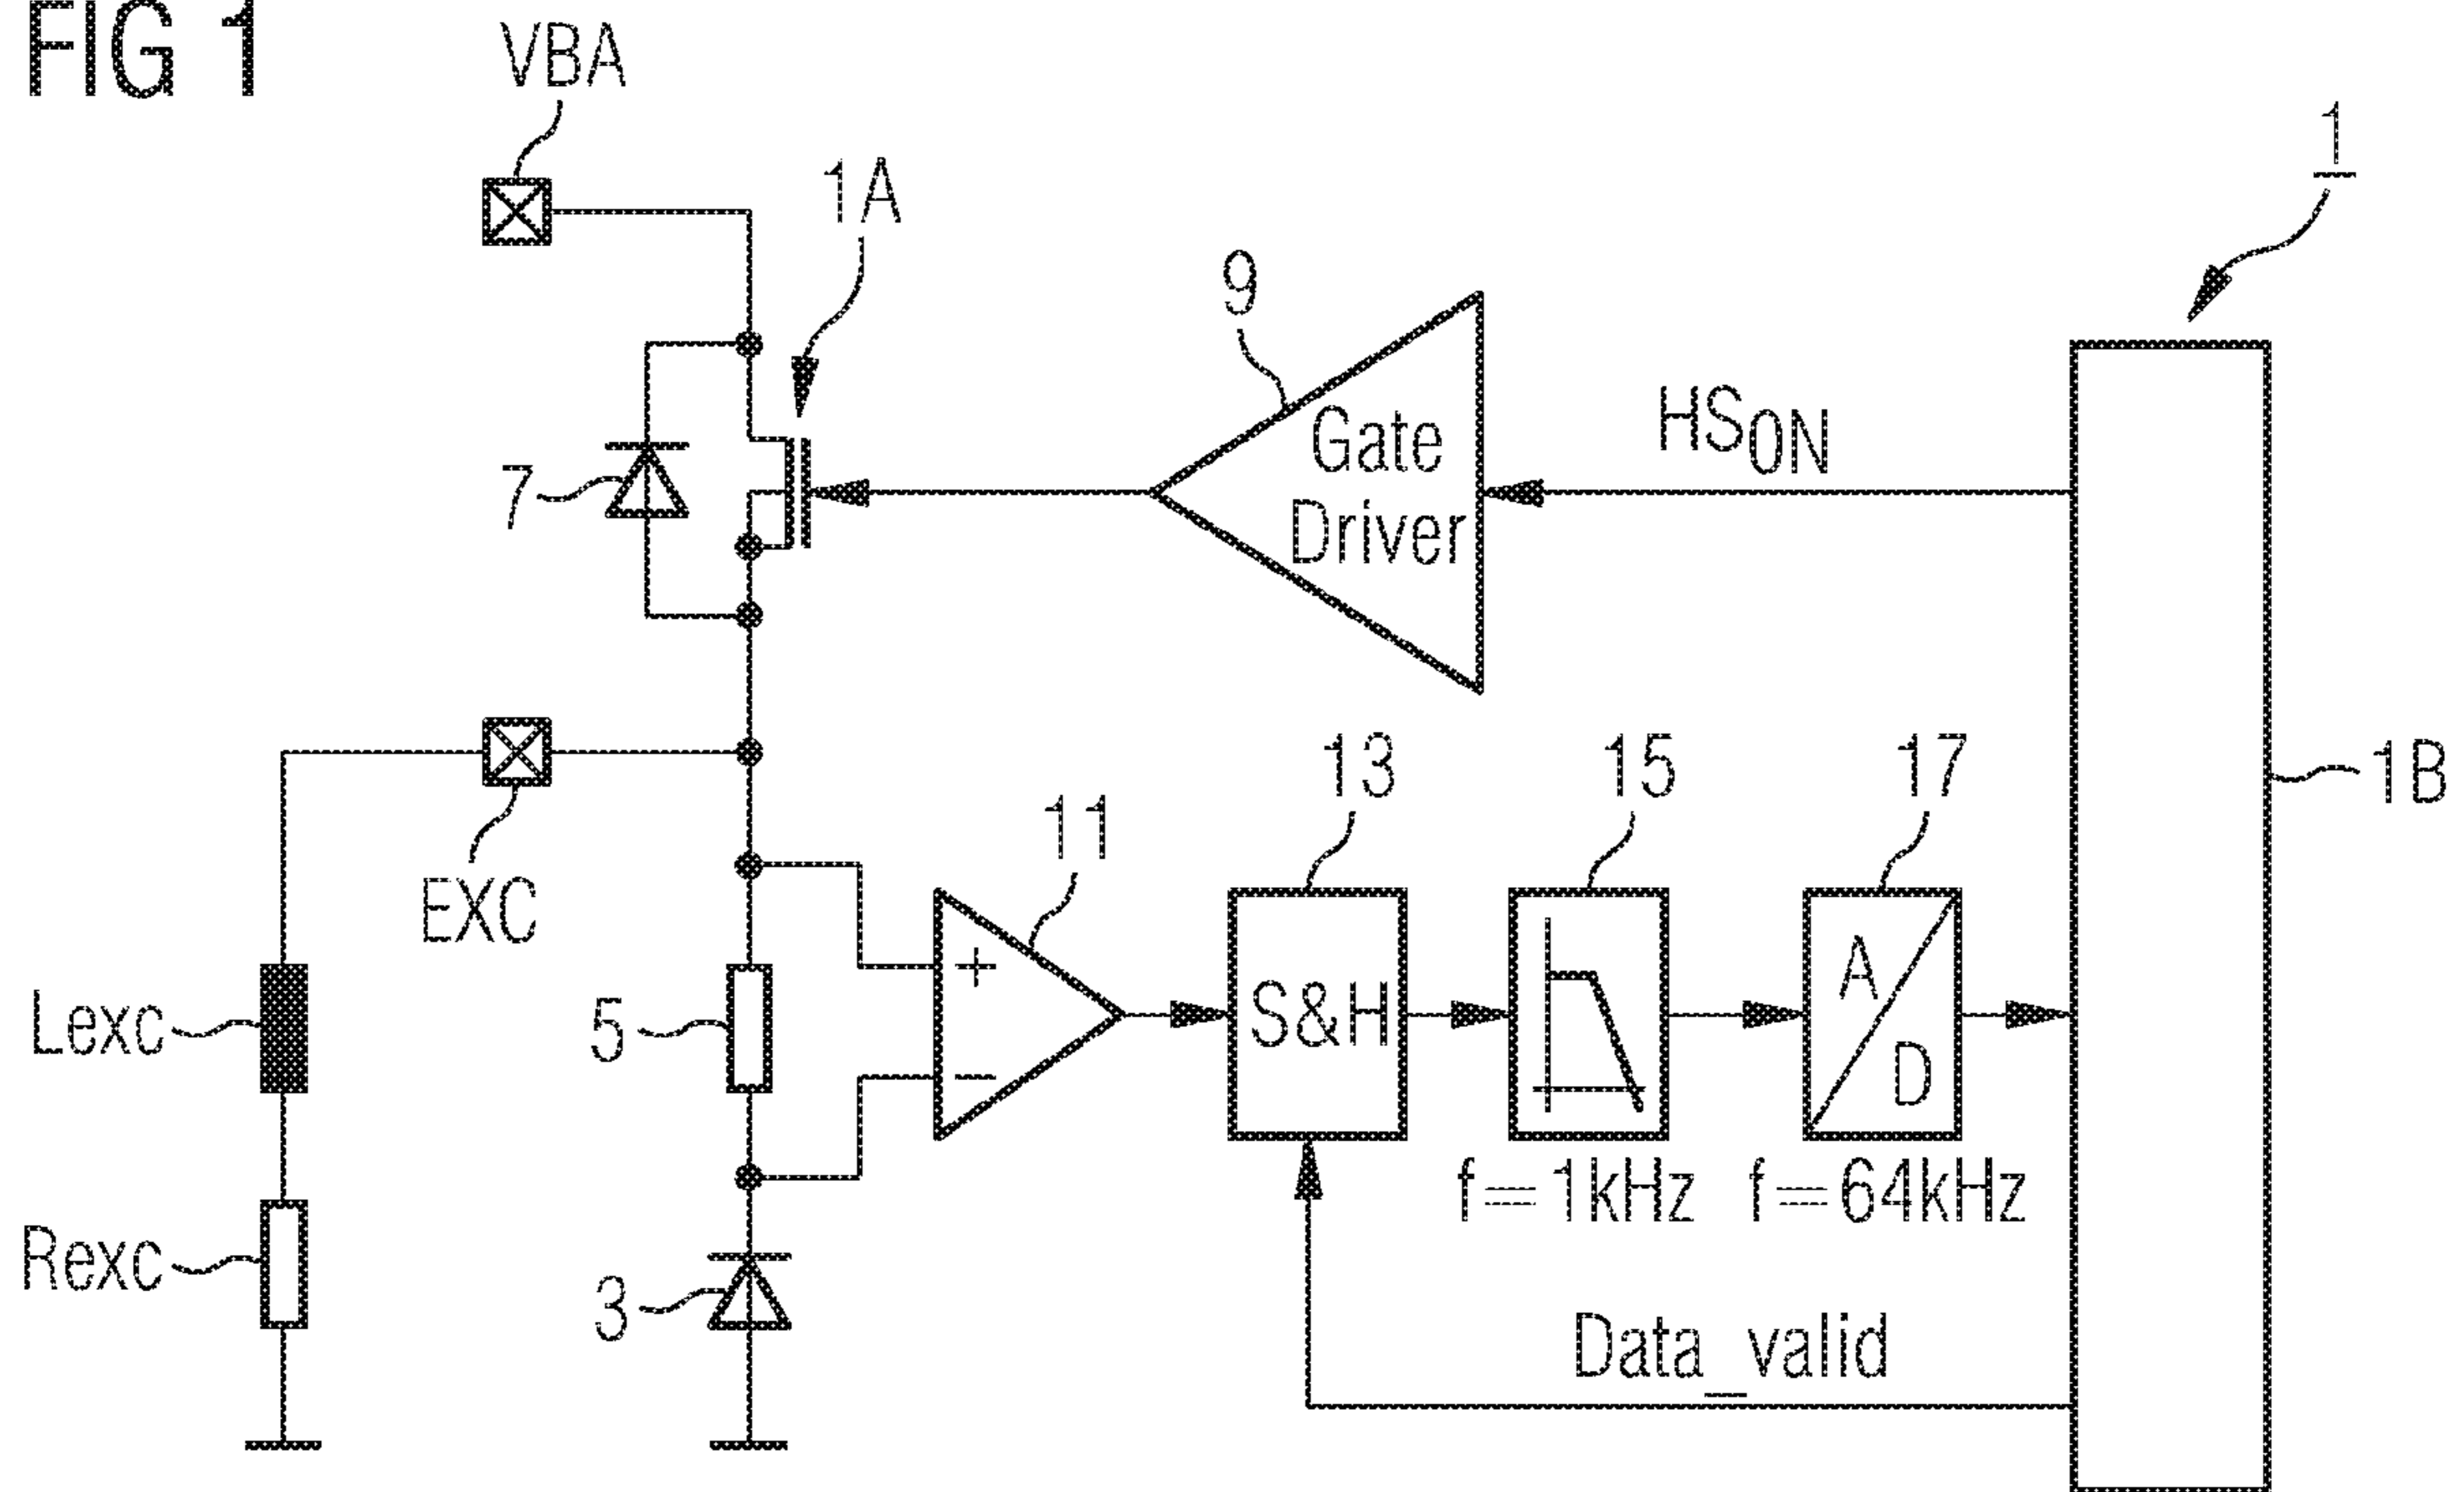 FIG 1
VBA
1A
1
9
Gate
Driver
HSON
7
EXC
11
13
15
17
1B
+
−
S&H
A
D
Lexc
5
f=1kHz
f=64kHz
Rexc
3
Data_valid